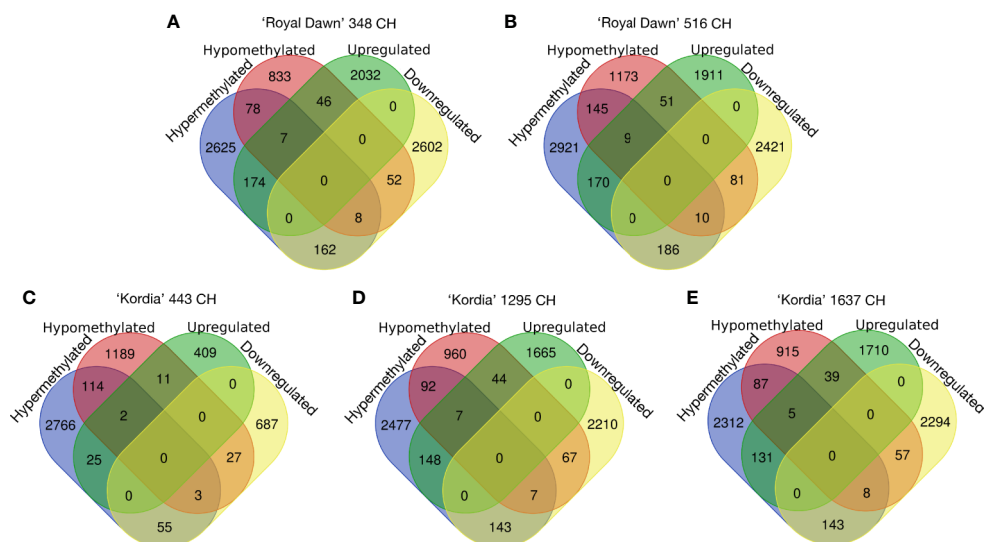 A
'Royal Dawn' 348 CH
Hypomethylated
Upregulated
Hypermethylated
Downregulated
833
2032
78
46
0
2625
7
0
2602
174
0
52
0
8
162
B
'Royal Dawn' 516 CH
Hypomethylated
Upregulated
Hypermethylated
Downregulated
1173
1911
145
51
0
2921
9
0
2421
170
0
81
0
10
186
C
'Kordia' 443 CH
Hypomethylated
Upregulated
Hypermethylated
Downregulated
1189
409
114
11
0
2766
2
0
687
25
0
27
0
3
55
D
'Kordia' 1295 CH
Hypomethylated
Upregulated
Hypermethylated
Downregulated
960
1665
92
44
0
2477
7
0
2210
148
0
67
0
7
143
E
'Kordia' 1637 CH
Hypomethylated
Upregulated
Hypermethylated
Downregulated
915
1710
87
39
0
2312
5
0
2294
131
0
57
0
8
143